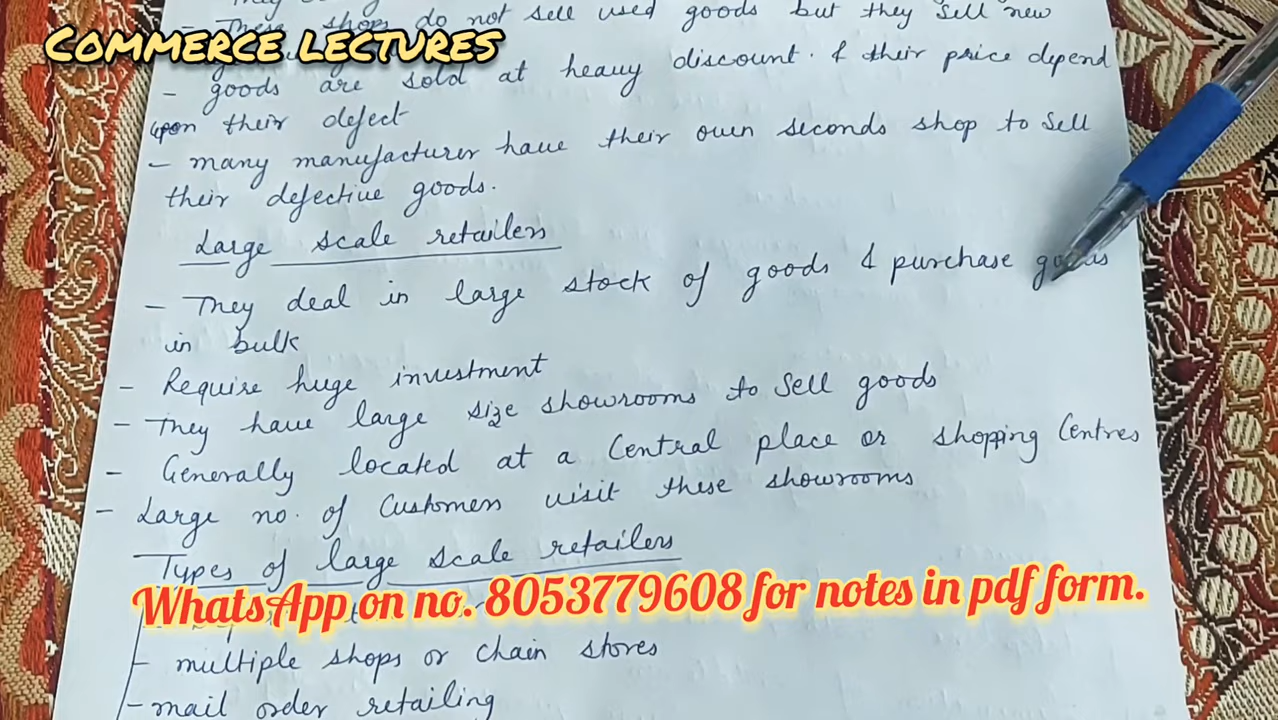 They
- These shops do not sell used goods but they sell new
COMMERCE LECTURES
- goods are sold at heavy discount. & their price depend
upon their defect
- many manufacturer have their own seconds shop to sell
their defective goods.
Large scale retailers
- They deal in large stock of goods & purchase goods
in bulk
- Require huge investment
- They have large size showrooms to sell goods
- Generally located at a Central place or shopping Centres
- Large no. of Customers visit these showrooms
Types of large scale retailers
WhatsApp on no. 8053779608 for notes in pdf form.
- multiple shops or chain stores
- mail order retailing